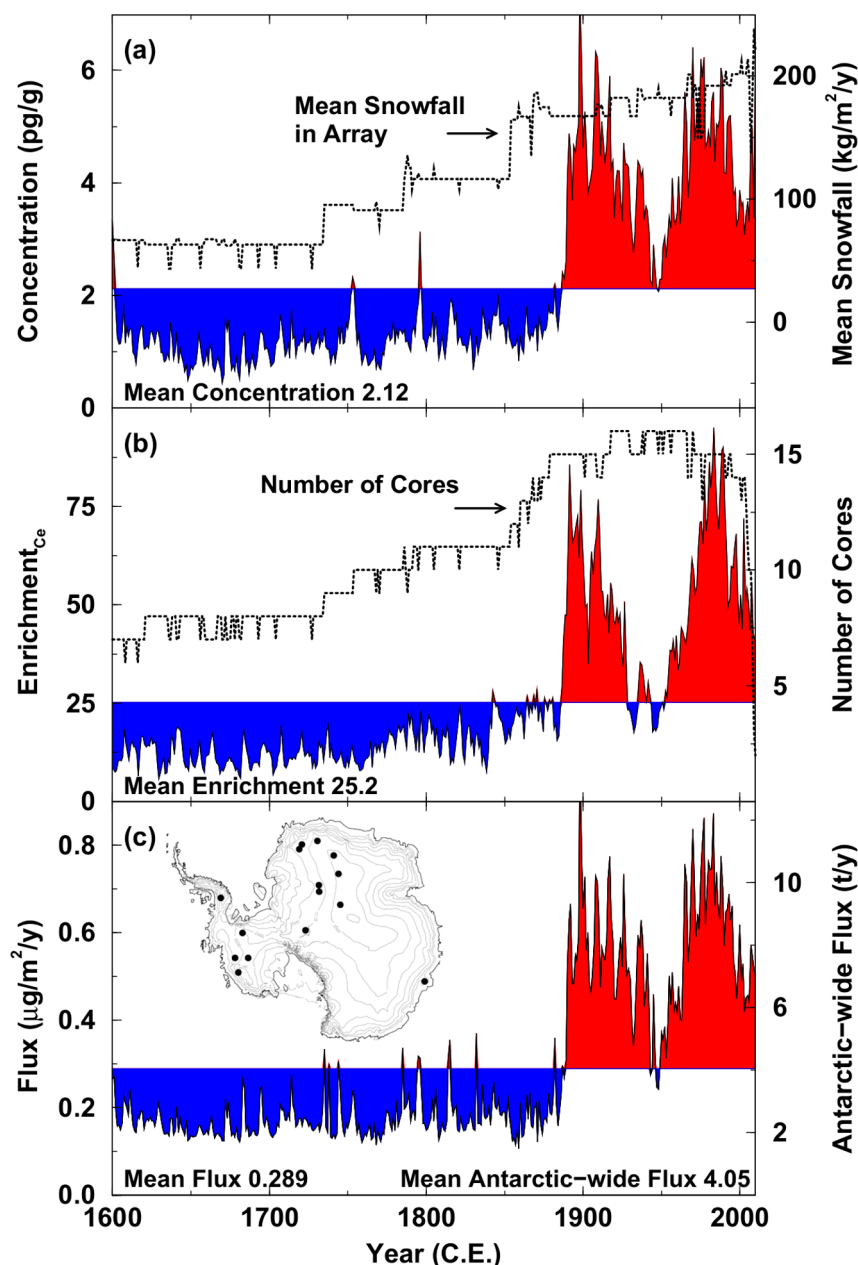 (a)
Mean Snowfall
in Array
Mean Concentration 2.12
Concentration (pg/g)
6
4
2
0
Mean Snowfall (kg/m²/y)
200
100
0
(b)
Number of Cores
Mean Enrichment 25.2
Enrichment_Ce
75
50
25
0
Number of Cores
15
10
5
(c)
Mean Flux 0.289
Mean Antarctic−wide Flux 4.05
Flux (μg/m²/y)
0.8
0.6
0.4
0.2
0.0
Antarctic−wide Flux (t/y)
10
6
2
1600
1700
1800
1900
2000
Year (C.E.)